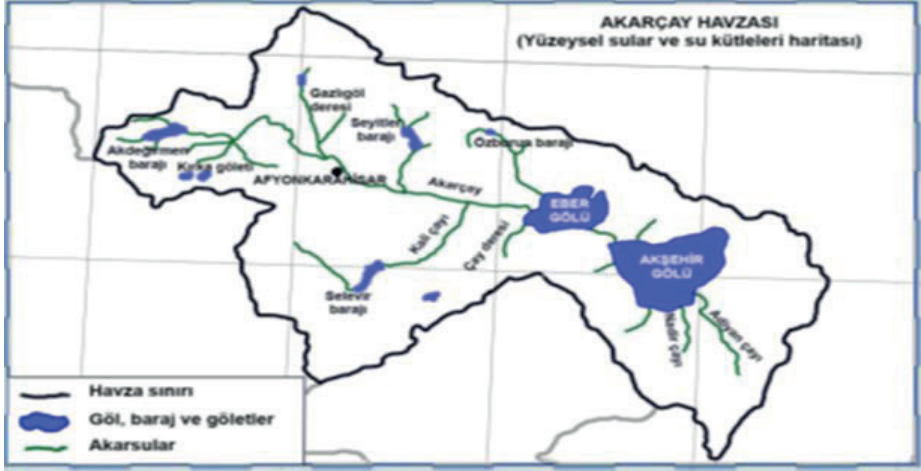 AKARÇAY HAVZASI
(Yüzeysel sular ve su kütleleri haritası)
Gazlıgöl
deresi
Seyitler
barajı
Özburun barajı
Akdeğirmen
barajı
Kırka göleti
AFYONKARAHİSAR
Akarçay
EBER
GÖLÜ
Kali çayı
Çay deresi
AKŞEHİR
GÖLÜ
Selevir
barajı
Nadir çayı
Adıyan çayı
Havza sınırı
Göl, baraj ve göletler
Akarsular